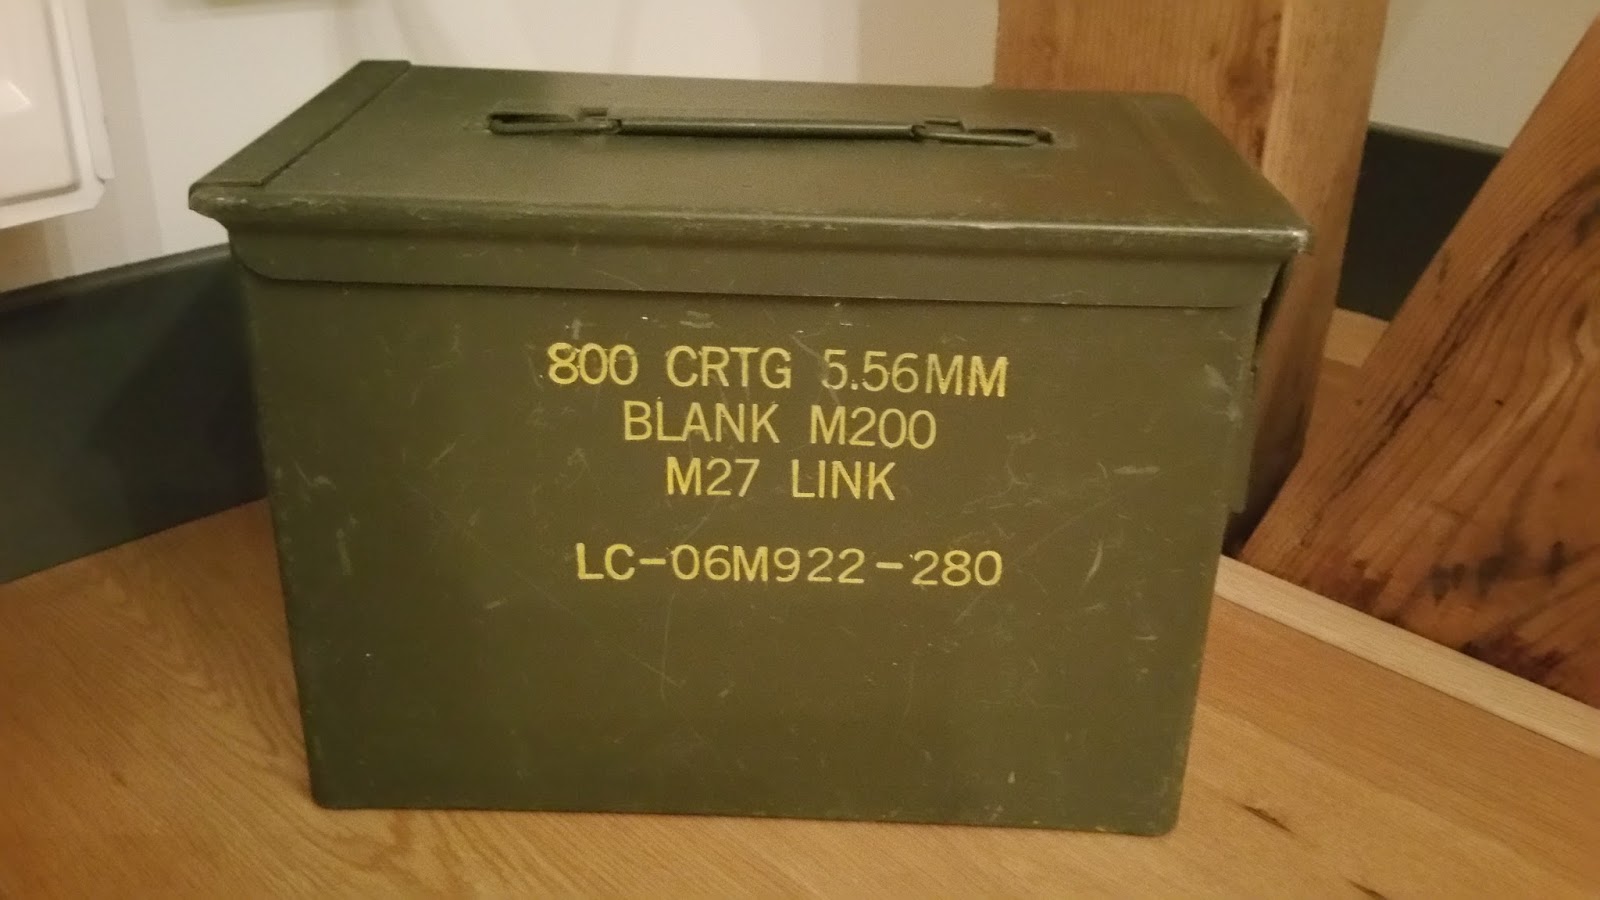 800 CRTG 5.56MM
BLANK M200
M27 LINK
LC-06M922-280